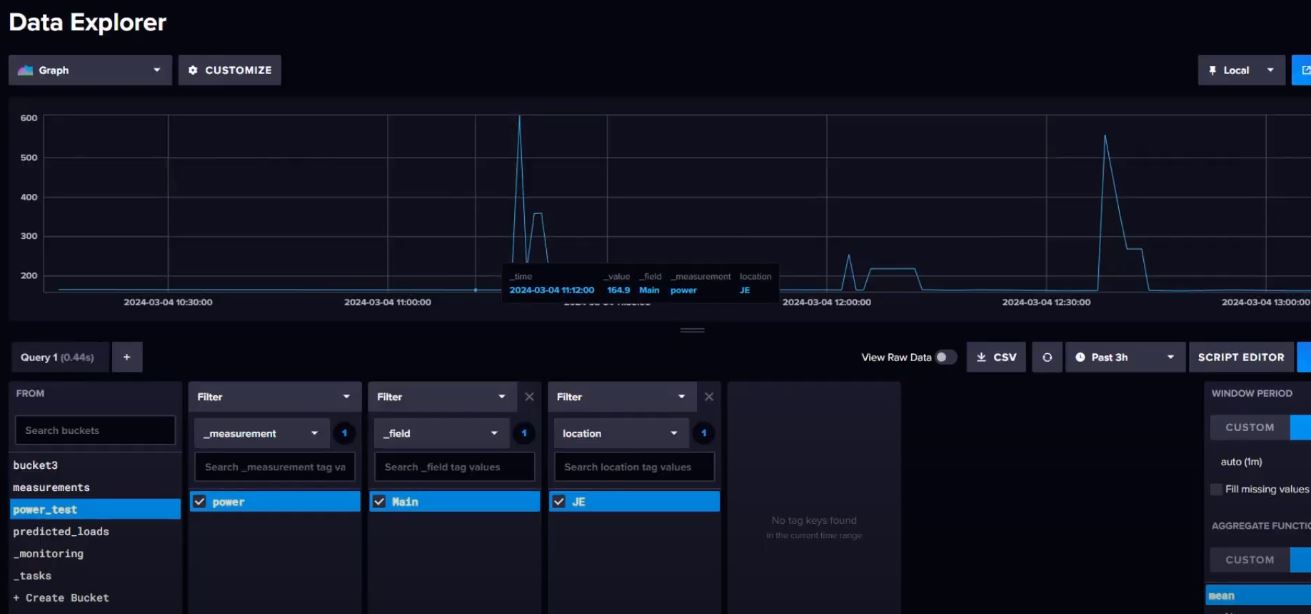 Data Explorer
Graph
CUSTOMIZE
Local
600
500
400
300
200
_time _value _field _measurement location
2024-03-04 11:12:00 164.9 Main power JE
2024-03-04 10:30:00 2024-03-04 11:00:00 2024-03-04 12:00:00 2024-03-04 12:30:00 2024-03-04 13:00:00
Query 1 (0.44s) +
View Raw Data
CSV
Past 3h
SCRIPT EDITOR
FROM
Search buckets
bucket3
measurements
power_test
predicted_loads
_monitoring
_tasks
+ Create Bucket
Filter
_measurement 1
Search _measurement tag va
power
Filter
_field 1
Search _field tag values
Main
Filter
location 1
Search location tag values
JE
No tag keys found
in the current time range
WINDOW PERIOD
CUSTOM
auto (1m)
Fill missing values
AGGREGATE FUNCTIO
CUSTOM
mean